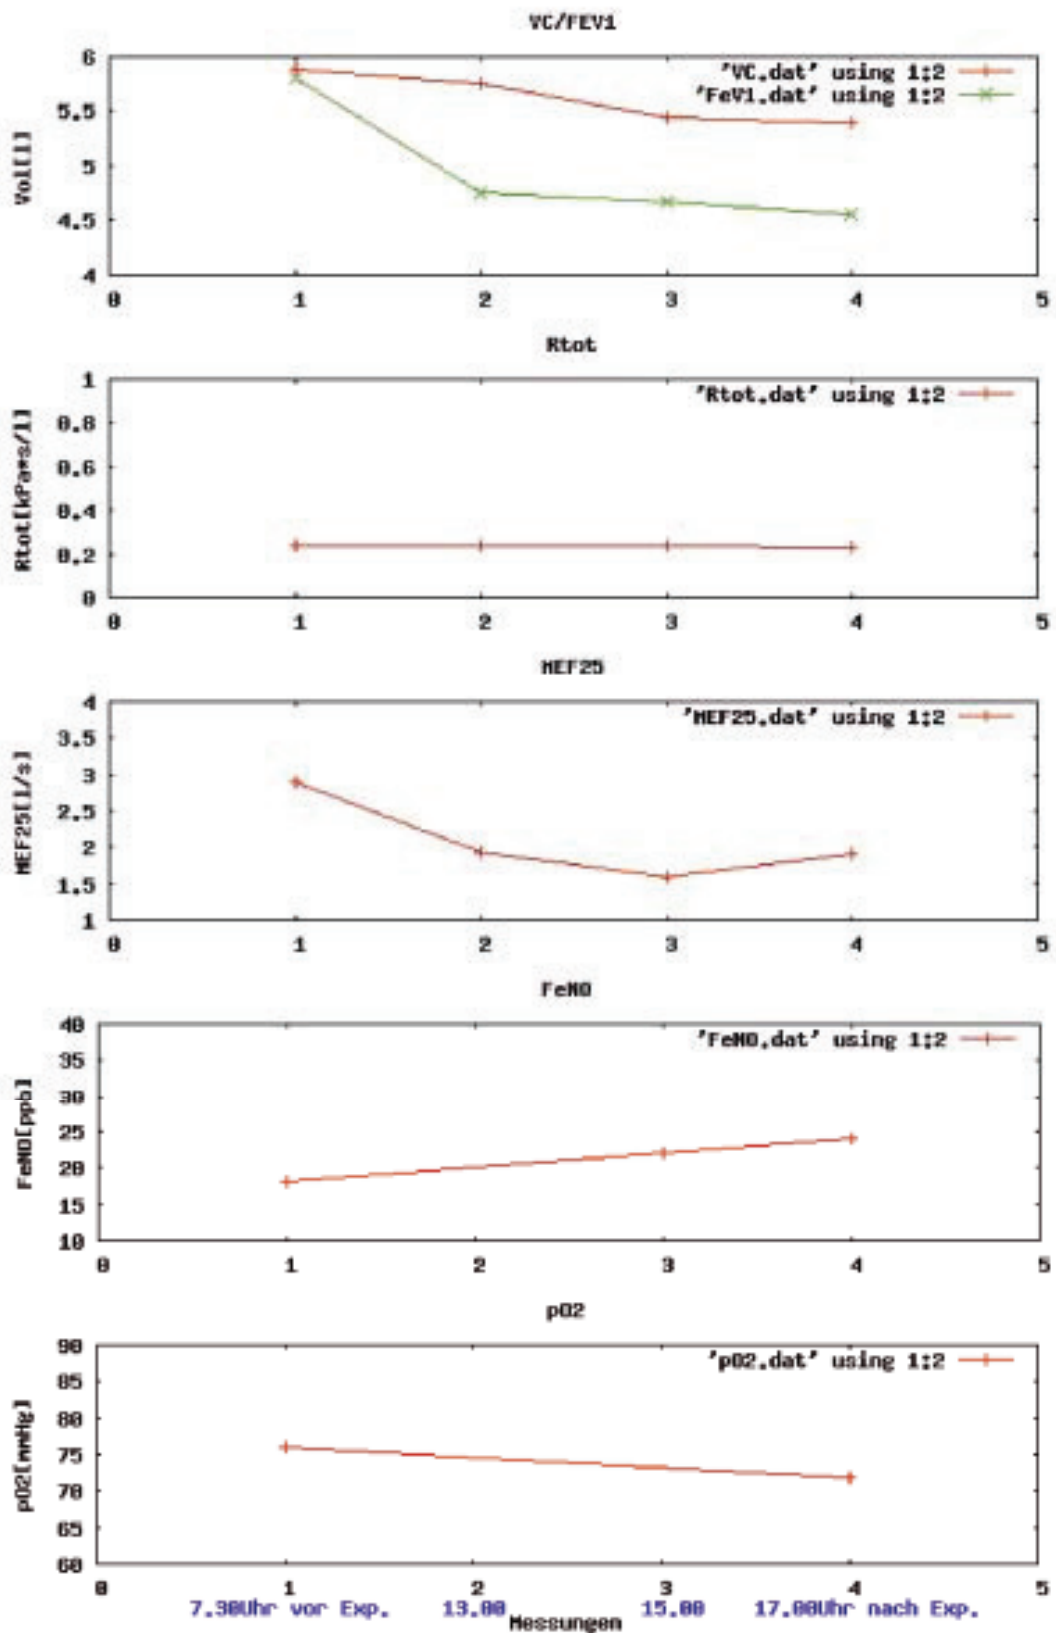 VC/FEV1
'VC.dat' using 1:2
'FeV1.dat' using 1:2
Vol[l]
6
5.5
5
4.5
4
0 1 2 3 4 5
Rtot
'Rtot.dat' using 1:2
Rtot[kPa*s/l]
1
0.8
0.6
0.4
0.2
0
0 1 2 3 4 5
MEF25
'MEF25.dat' using 1:2
MEF25[l/s]
4
3.5
3
2.5
2
1.5
1
0 1 2 3 4 5
FeNO
'FeNO.dat' using 1:2
FeNO[ppb]
40
35
30
25
20
15
10
0 1 2 3 4 5
pO2
'pO2.dat' using 1:2
pO2[mmHg]
90
85
80
75
70
65
60
0 1 2 3 4 5
7.30Uhr vor Exp. 13.00 15.00 17.00Uhr nach Exp.
Messungen